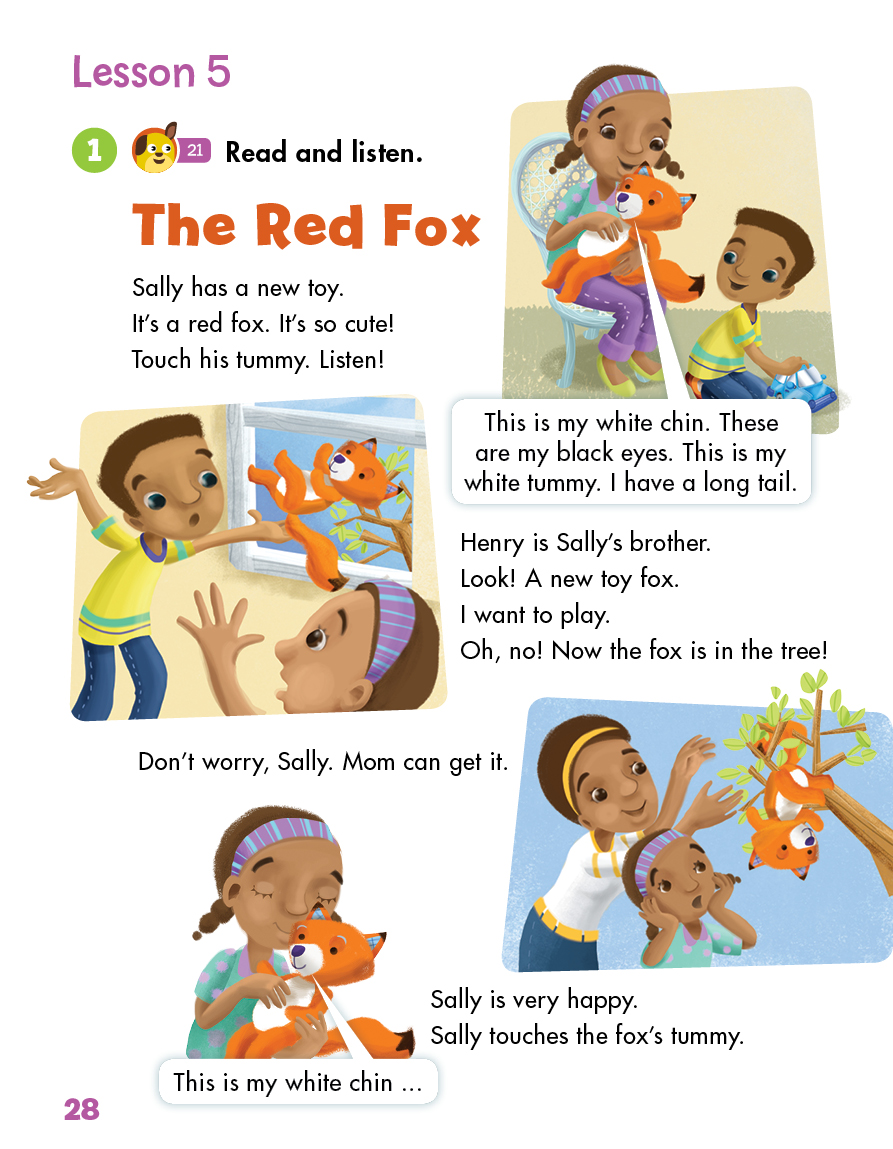 Lesson 5
1
21
Read and listen.
The Red Fox
Sally has a new toy.
It's a red fox. It's so cute!
Touch his tummy. Listen!
This is my white chin. These
are my black eyes. This is my
white tummy. I have a long tail.
Henry is Sally's brother.
Look! A new toy fox.
I want to play.
Oh, no! Now the fox is in the tree!
Don't worry, Sally. Mom can get it.
Sally is very happy.
Sally touches the fox's tummy.
This is my white chin ...
28